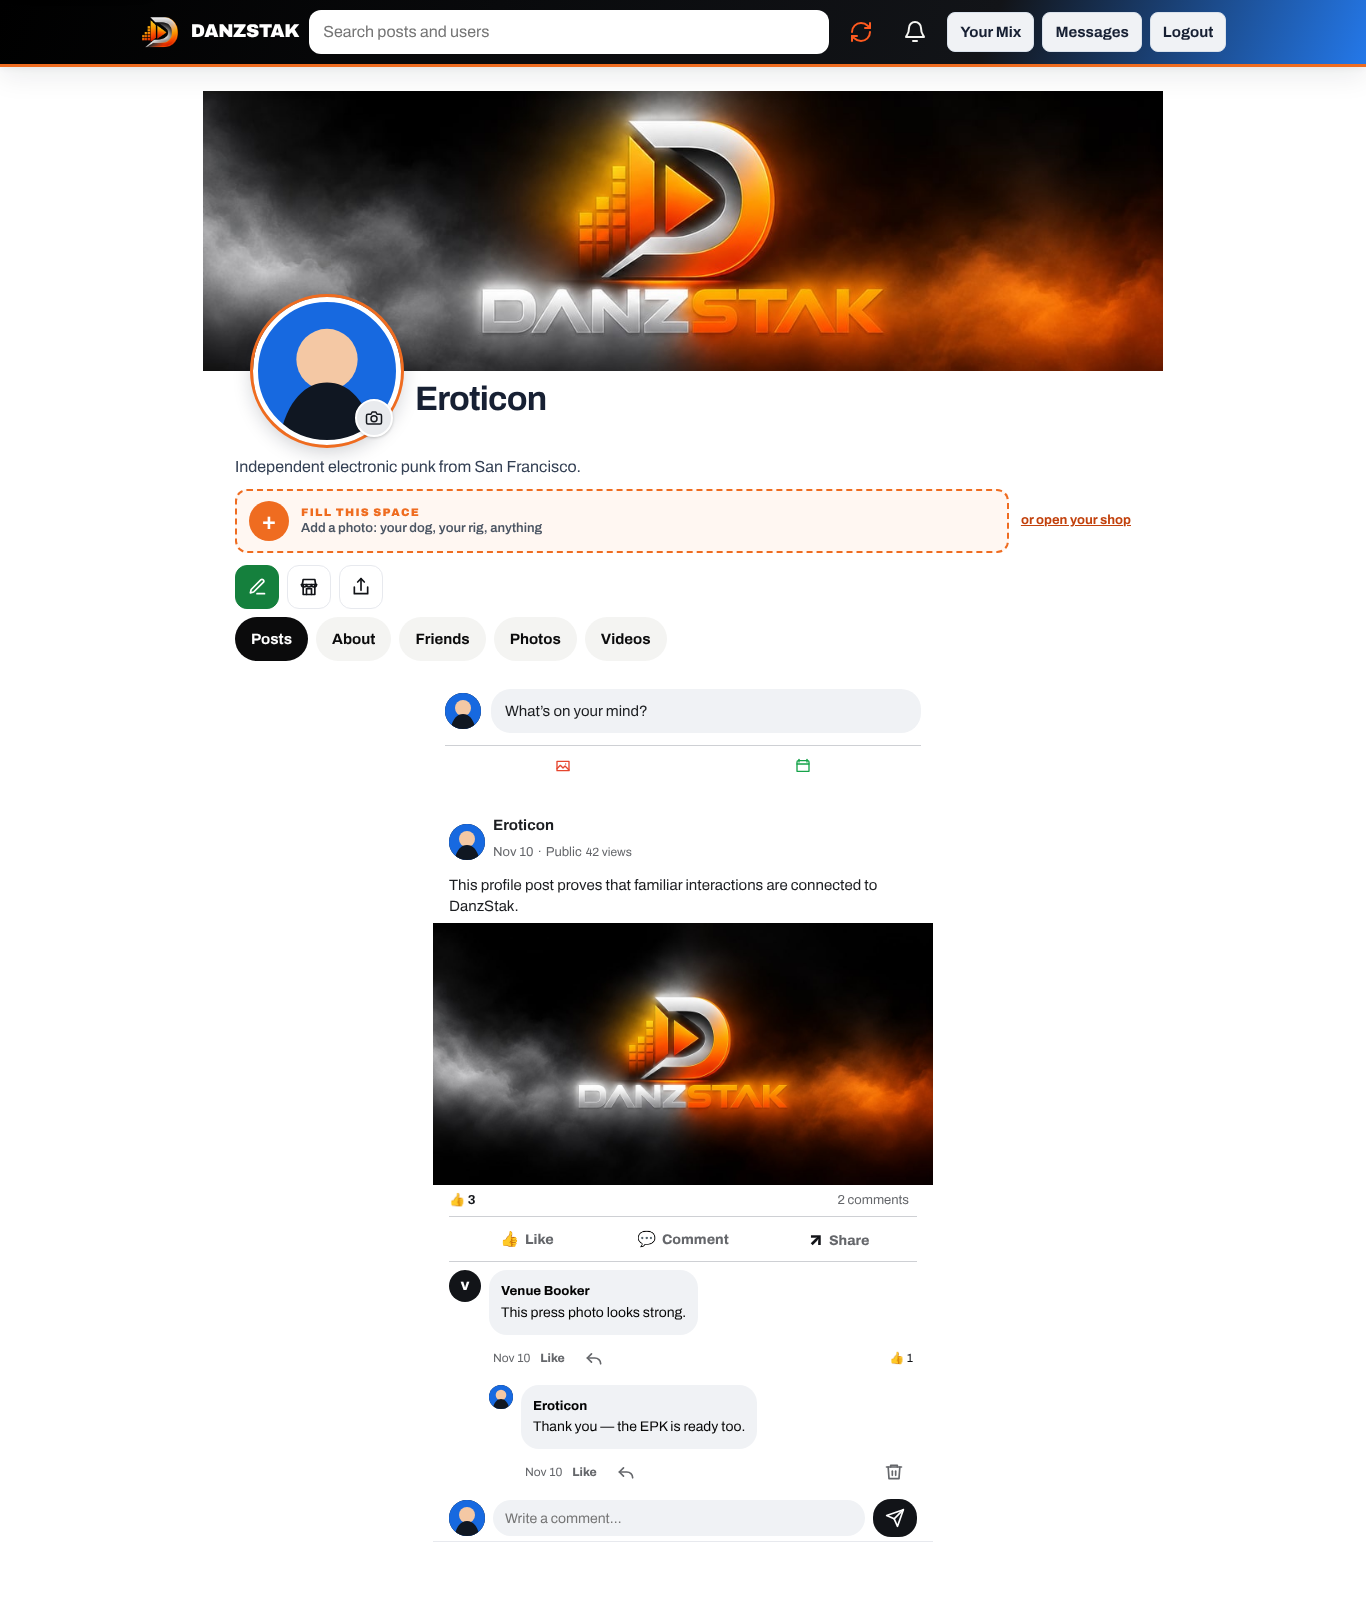 DANZSTAK
Search posts and users
Your Mix
Messages
Logout
DANZSTAK
Eroticon
Independent electronic punk from San Francisco.
FILL THIS SPACE
Add a photo: your dog, your rig, anything
or open your shop
Posts
About
Friends
Photos
Videos
What's on your mind?
Eroticon
Nov 10 · Public 42 views
This profile post proves that familiar interactions are connected to
DanzStak.
DANZSTAK
👍 3
2 comments
👍 Like
💬 Comment
Share
V
Venue Booker
This press photo looks strong.
Nov 10 Like
👍 1
Eroticon
Thank you — the EPK is ready too.
Nov 10 Like
Write a comment...